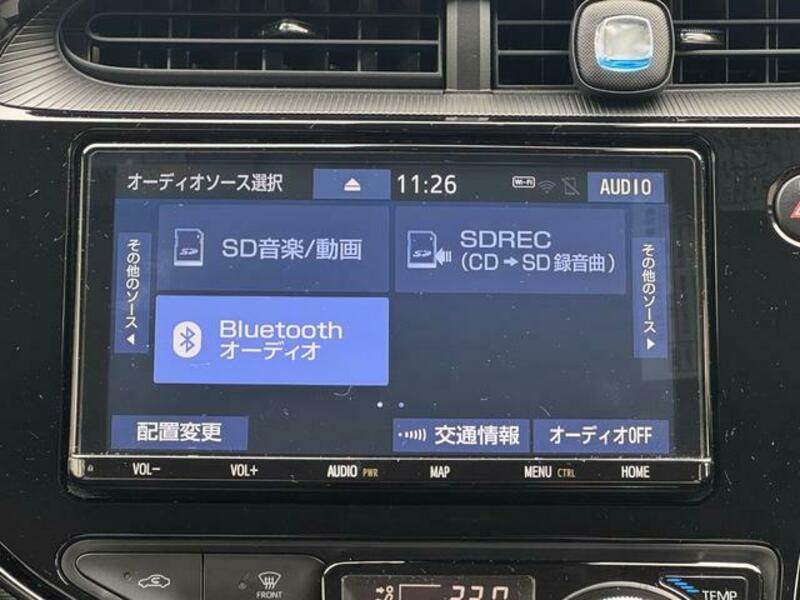 オーディオソース選択
11:26
Wi-Fi
AUDIO
その他のソース◀
SD音楽/動画
SDREC
(CD➡SD録音曲)
その他のソース▶
Bluetooth
オーディオ
配置変更
交通情報
オーディオOFF
VOL−
VOL+
AUDIO PWR
MAP
MENU CTRL
HOME
FRONT
TEMP